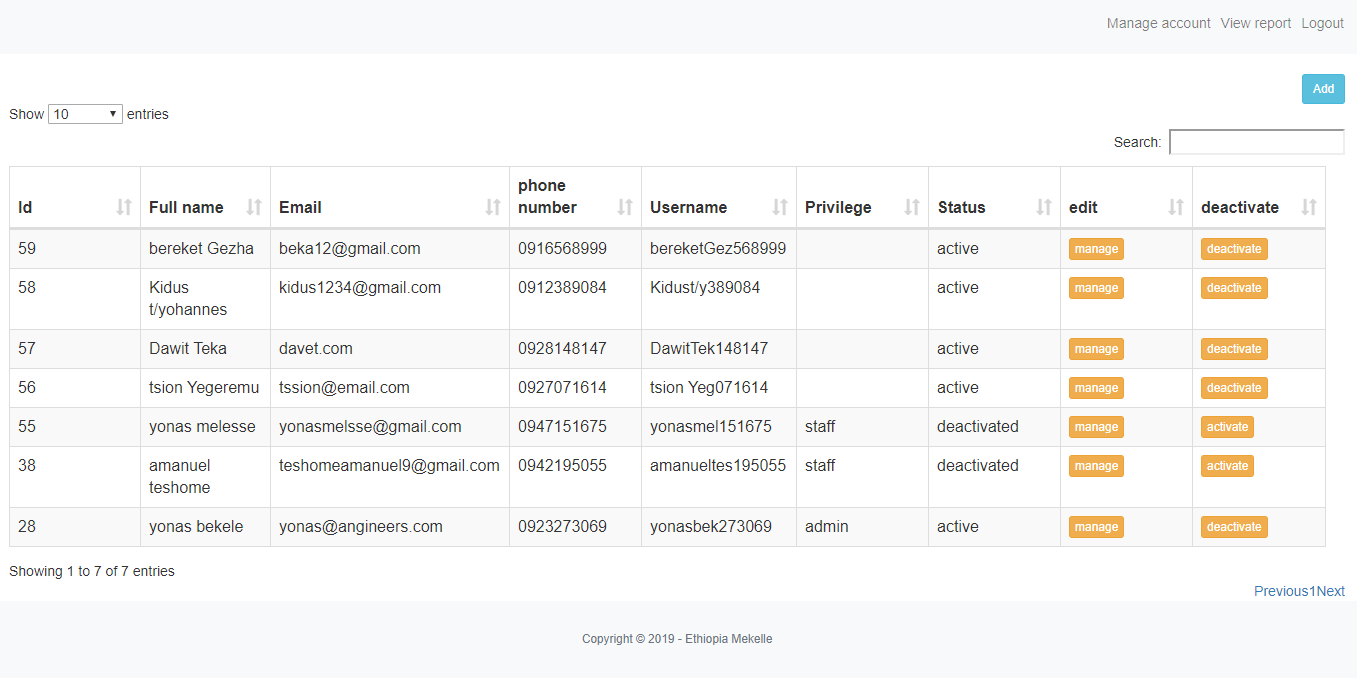 Manage account View report Logout
Add
Show 10 entries
Search:
Id Full name Email phone number Username Privilege Status edit deactivate
59 bereket Gezha beka12@gmail.com 0916568999 bereketGez568999 active manage deactivate
58 Kidus t/yohannes kidus1234@gmail.com 0912389084 Kidust/y389084 active manage deactivate
57 Dawit Teka davet.com 0928148147 DawitTek148147 active manage deactivate
56 tsion Yegeremu tssion@email.com 0927071614 tsion Yeg071614 active manage deactivate
55 yonas melesse yonasmelsse@gmail.com 0947151675 yonasmel151675 staff deactivated manage activate
38 amanuel teshome teshomeamanuel9@gmail.com 0942195055 amanueltes195055 staff deactivated manage activate
28 yonas bekele yonas@angineers.com 0923273069 yonasbek273069 admin active manage deactivate
Showing 1 to 7 of 7 entries
Previous1Next
Copyright © 2019 - Ethiopia Mekelle